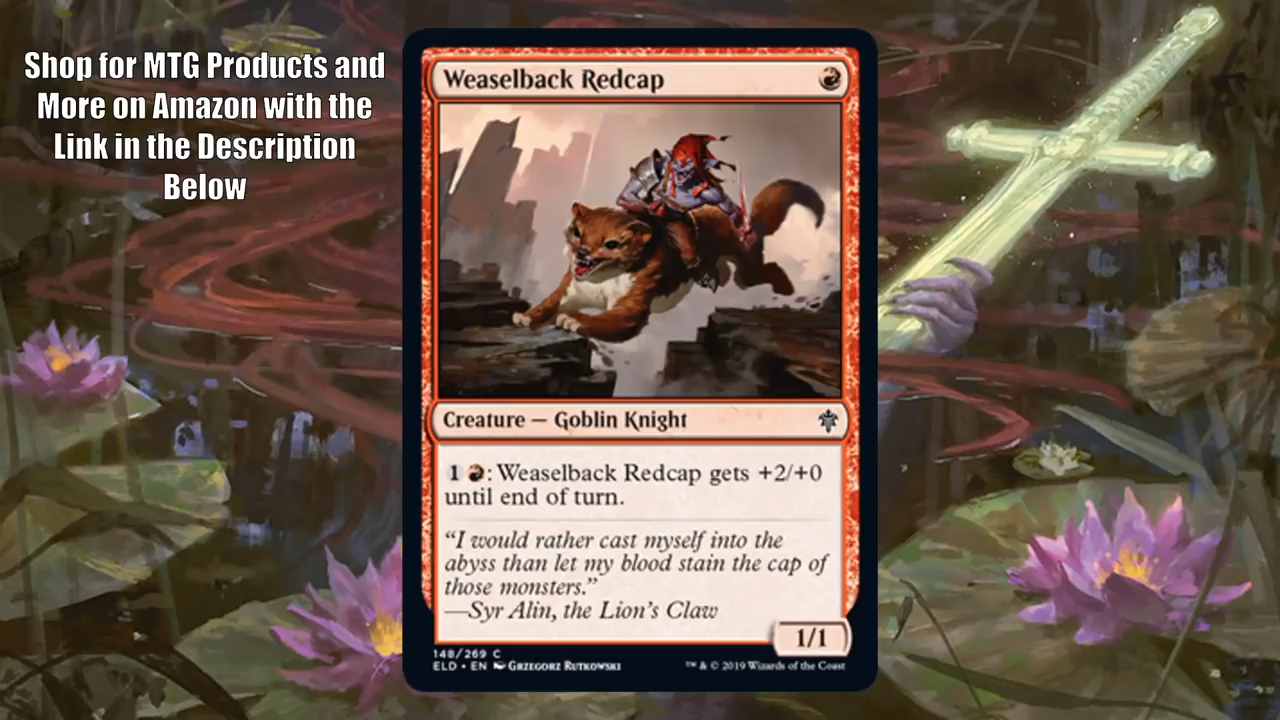 Shop for MTG Products and
More on Amazon with the
Link in the Description
Below
Weaselback Redcap
Creature — Goblin Knight
1 : Weaselback Redcap gets +2/+0
until end of turn.
“I would rather cast myself into the
abyss than let my blood stain the cap of
those monsters.”
—Syr Alin, the Lion’s Claw
1/1
148/269 C
ELD • EN Grzegorz Rutkowski
™ & © 2019 Wizards of the Coast